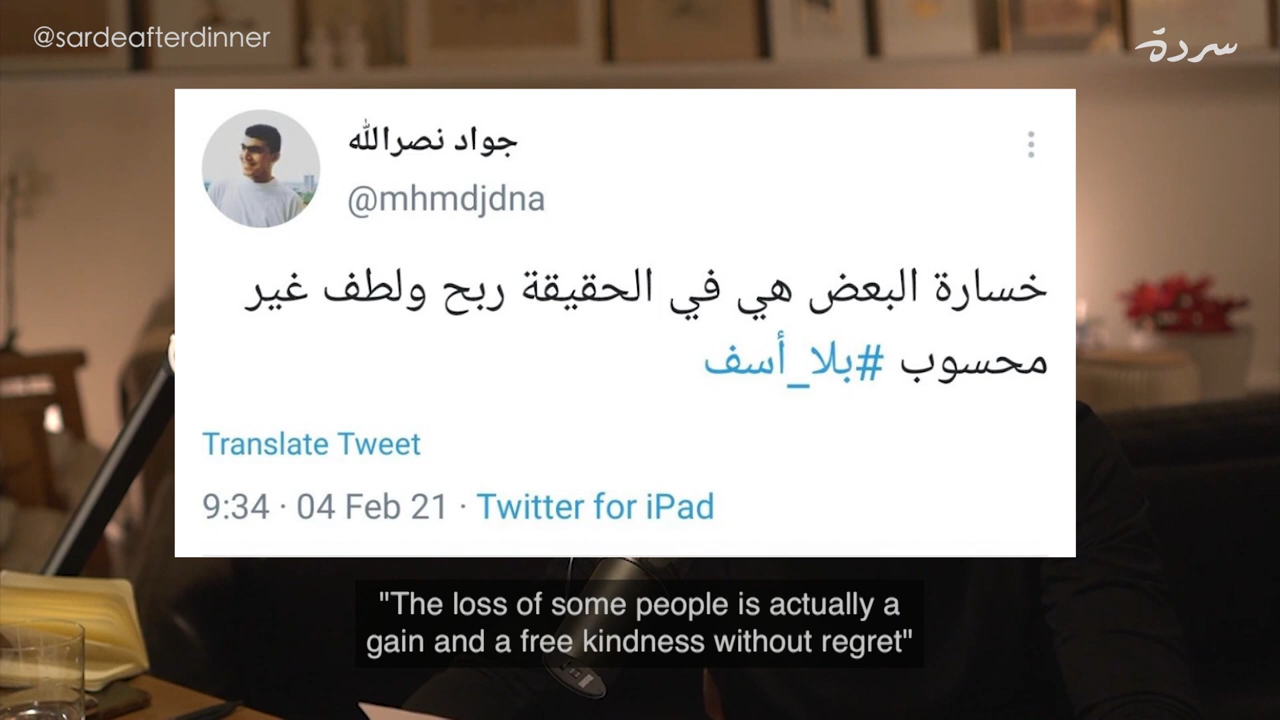 @sardeafterdinner
سردة
جواد نصرالله
@mhmdjdna
خسارة البعض هي في الحقيقة ربح ولطف غير
محسوب #بلا_أسف
Translate Tweet
9:34 · 04 Feb 21 · Twitter for iPad
"The loss of some people is actually a
gain and a free kindness without regret"